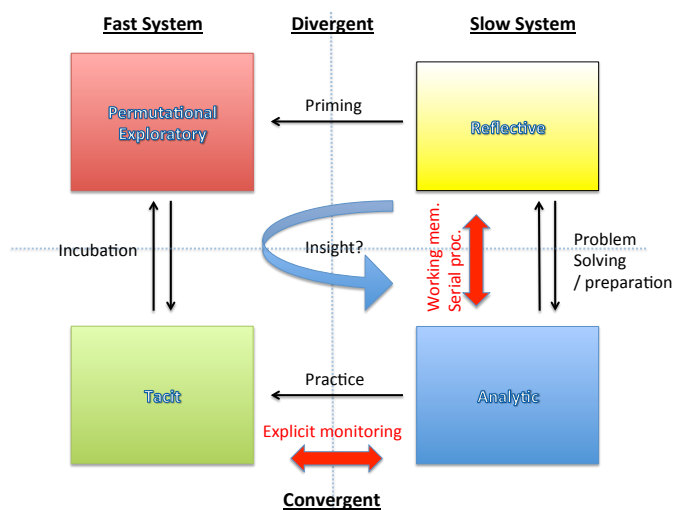 Fast System
Divergent
Slow System
Permutational
Exploratory
Priming
Reflective
Incubation
Insight?
Working mem.
Serial proc.
Problem
Solving
/ preparation
Tacit
Practice
Analytic
Explicit monitoring
Convergent